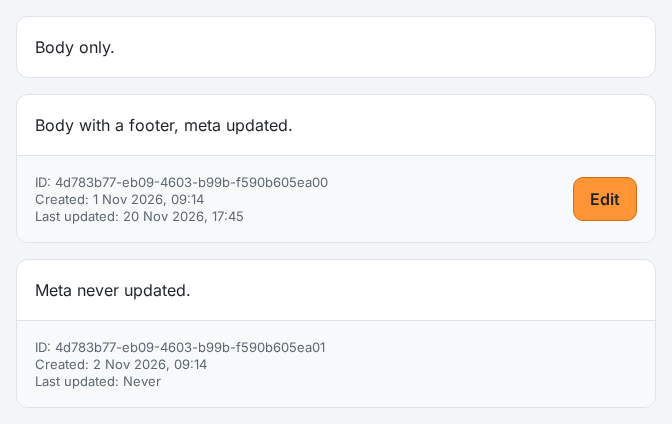 Body only.
Body with a footer, meta updated.
ID: 4d783b77-eb09-4603-b99b-f590b605ea00
Created: 1 Nov 2026, 09:14
Last updated: 20 Nov 2026, 17:45
Edit
Meta never updated.
ID: 4d783b77-eb09-4603-b99b-f590b605ea01
Created: 2 Nov 2026, 09:14
Last updated: Never